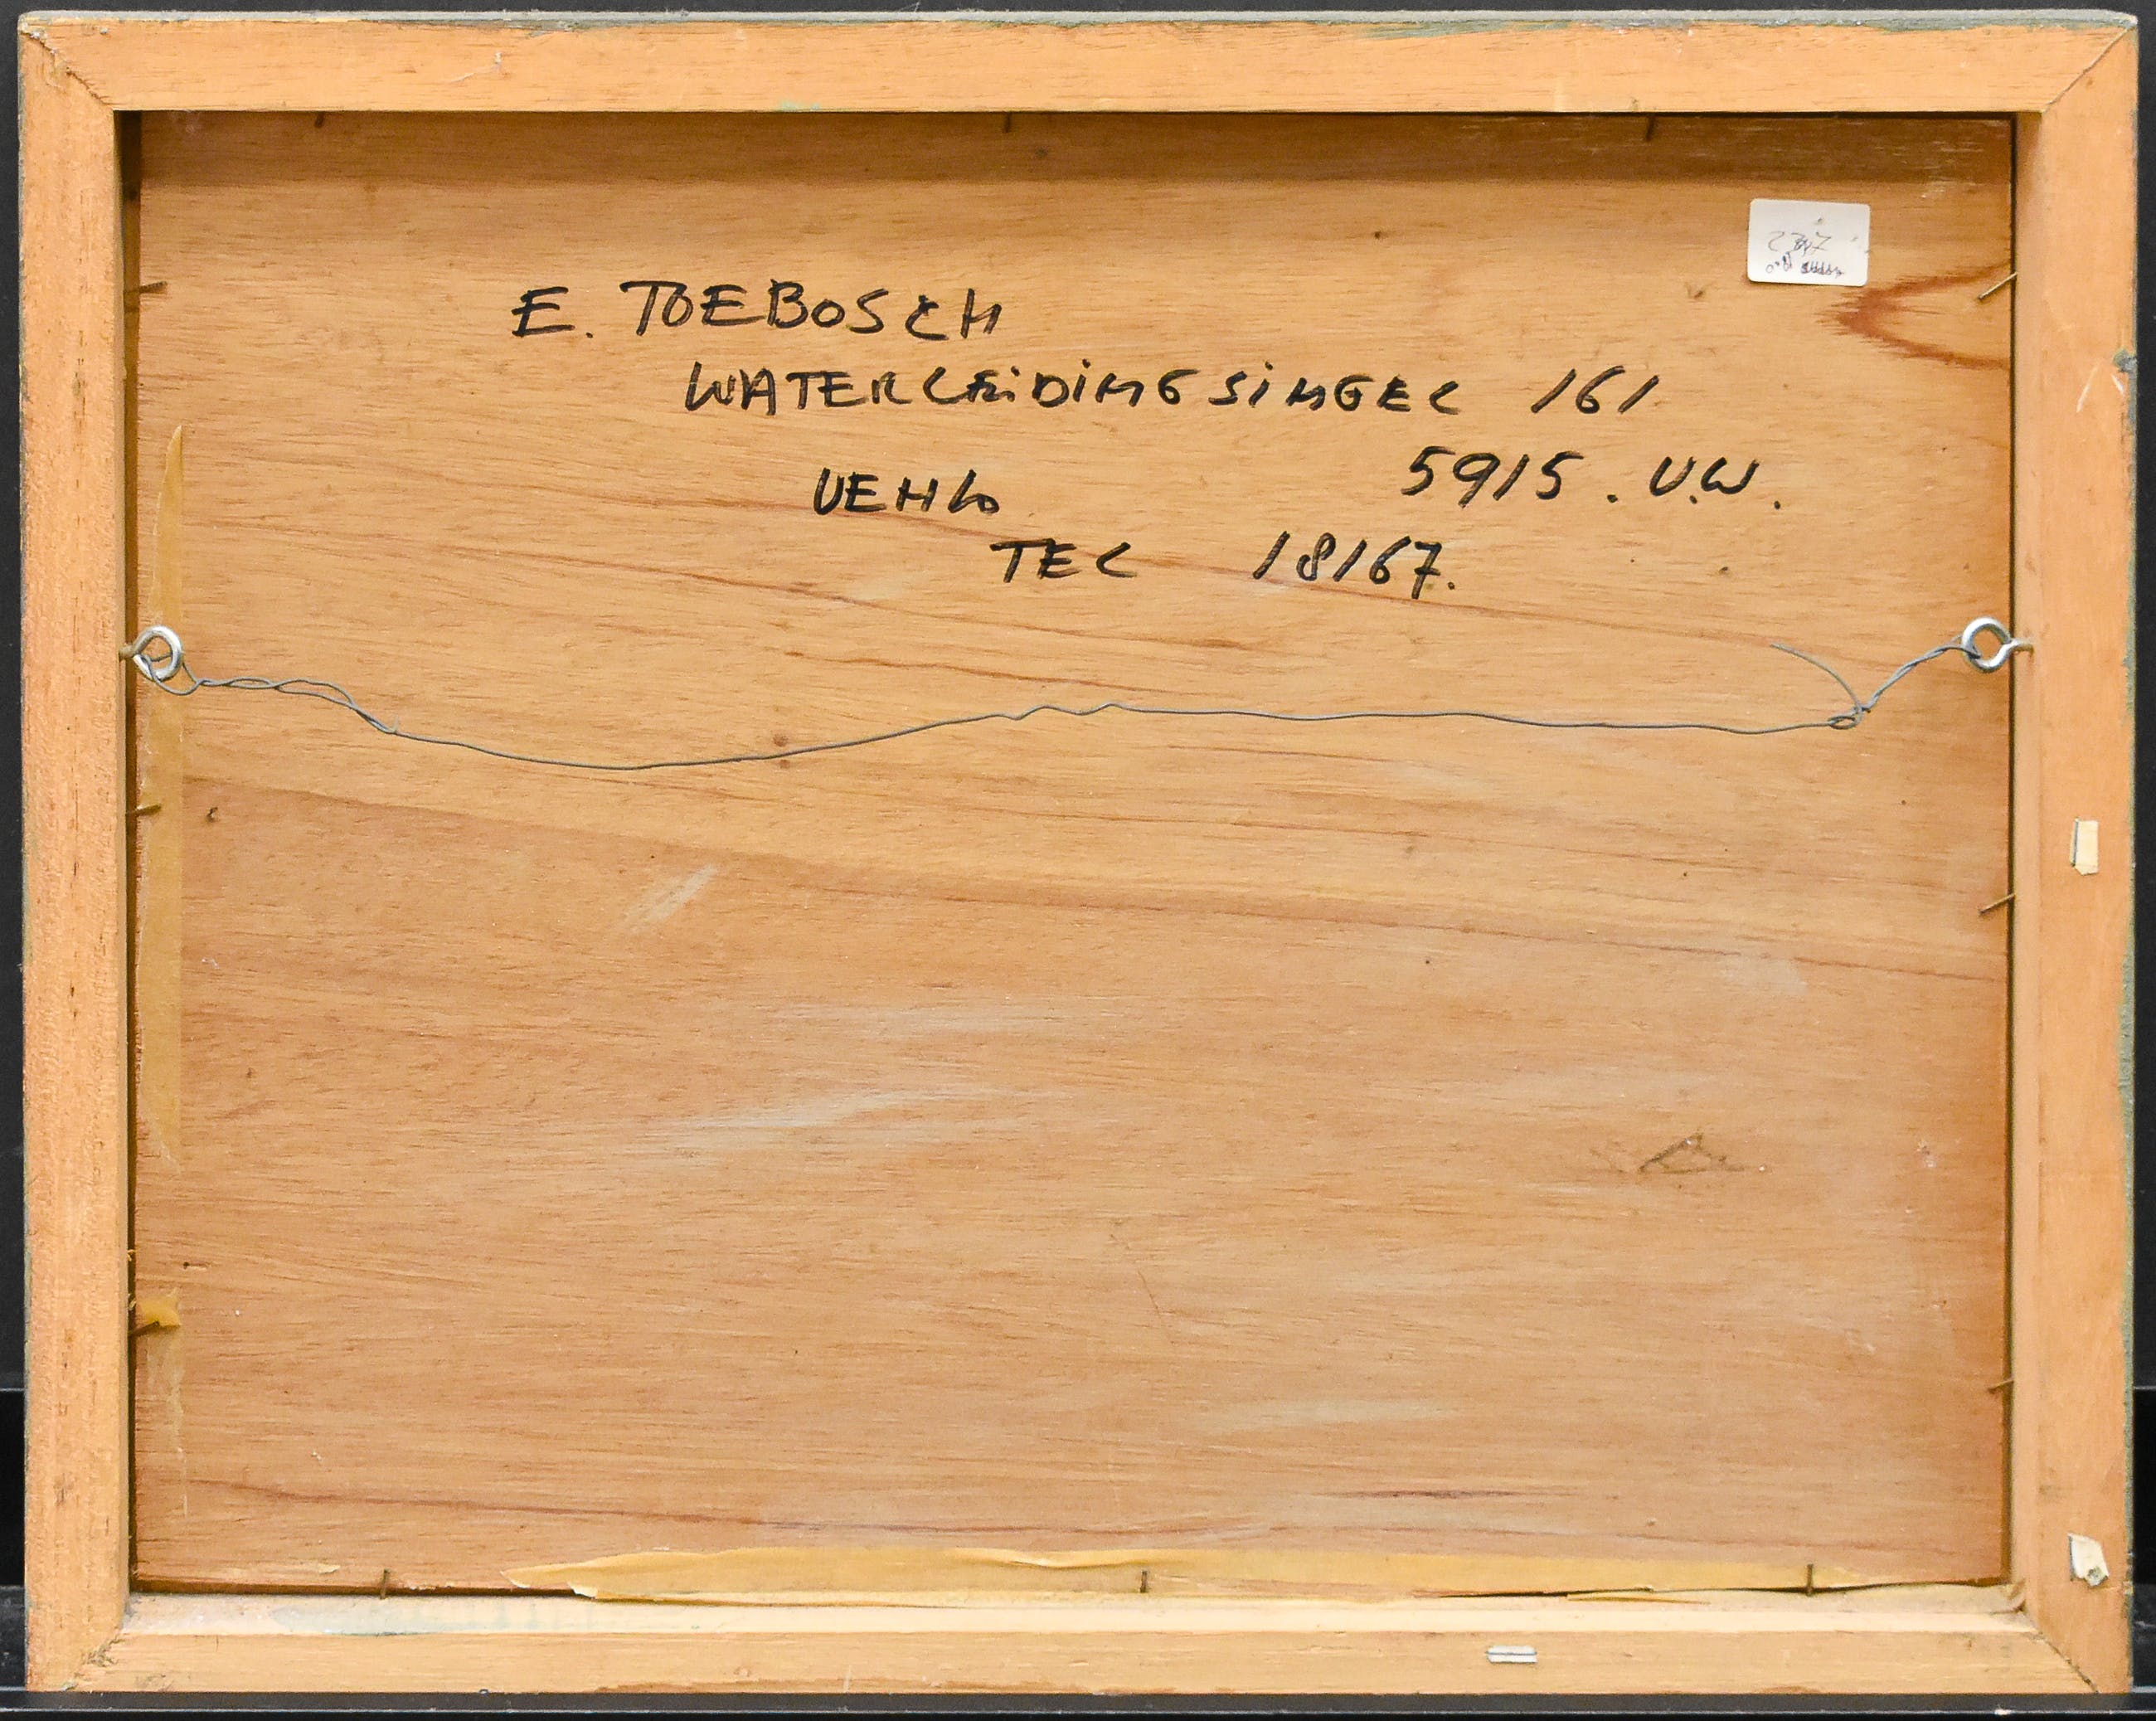 E. TOEBOSCH
WATERLEIDINGSINGEL 161
VENLO 5915. V.W.
TEL 18167.